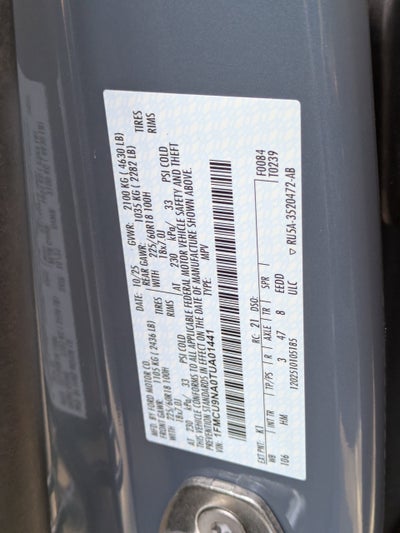 MFD. BY FORD MOTOR CO.
DATE: 10/25 GVWR: 2100 KG ( 4630 LB)
FRONT GAWR: 1105 KG ( 2436 LB) REAR GAWR: 1035 KG ( 2282 LB)
WITH 225/60R18 100H TIRES
18x7.0J RIMS
AT 230 kPa/ 33 PSI COLD
WITH 225/60R18 100H TIRES
18x7.0J RIMS
AT 230 kPa/ 33 PSI COLD
THIS VEHICLE CONFORMS TO ALL APPLICABLE FEDERAL MOTOR VEHICLE SAFETY AND THEFT
PREVENTION STANDARDS IN EFFECT ON THE DATE OF MANUFACTURE SHOWN ABOVE.
VIN: 1FMCU9NA0TUA01441 TYPE: MPV
F0084
T0239
EXT PNT: K1 RC: 21 DSO:
WB INT TR TP/PS R AXLE TR SPR
106 HM 3 47 8 EEDD
ULC
120251010S185
▽ RU5A-3520472-AB